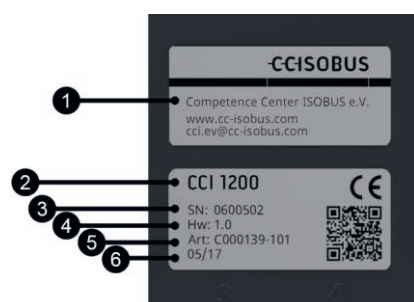 CCISOBUS
1 Competence Center ISOBUS e.V.
www.cc-isobus.com
cci.ev@cc-isobus.com
2 CCI 1200
CE
3 SN: 0600502
4 Hw: 1.0
5 Art: C000139-101
6 05/17